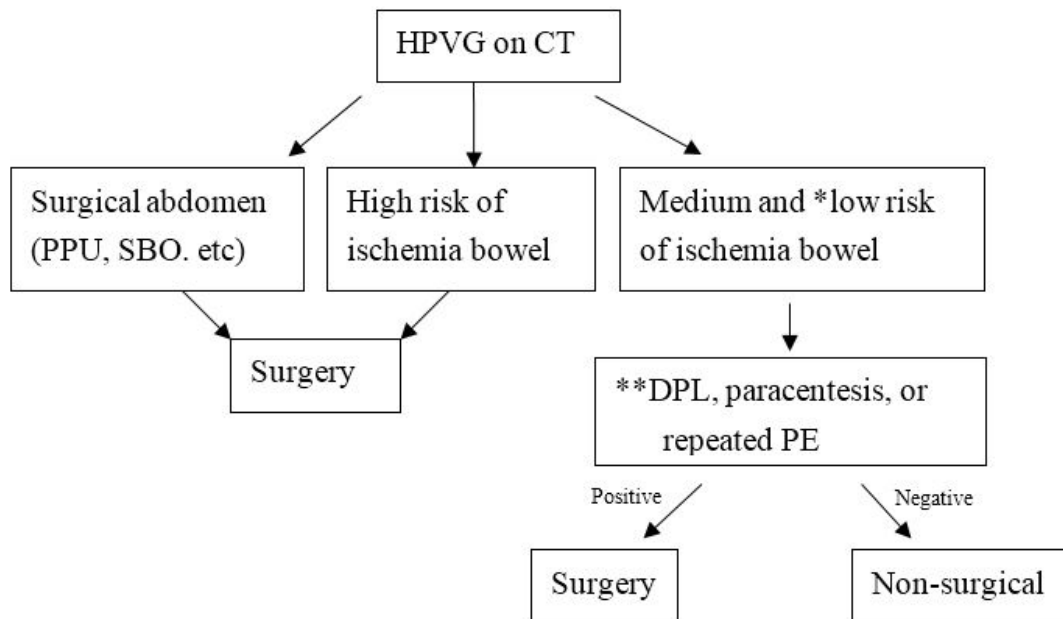 HPVG on CT
Surgical abdomen
(PPU, SBO. etc)
High risk of
ischemia bowel
Medium and *low risk
of ischemia bowel
Surgery
**DPL, paracentesis, or
repeated PE
Positive
Negative
Surgery
Non-surgical